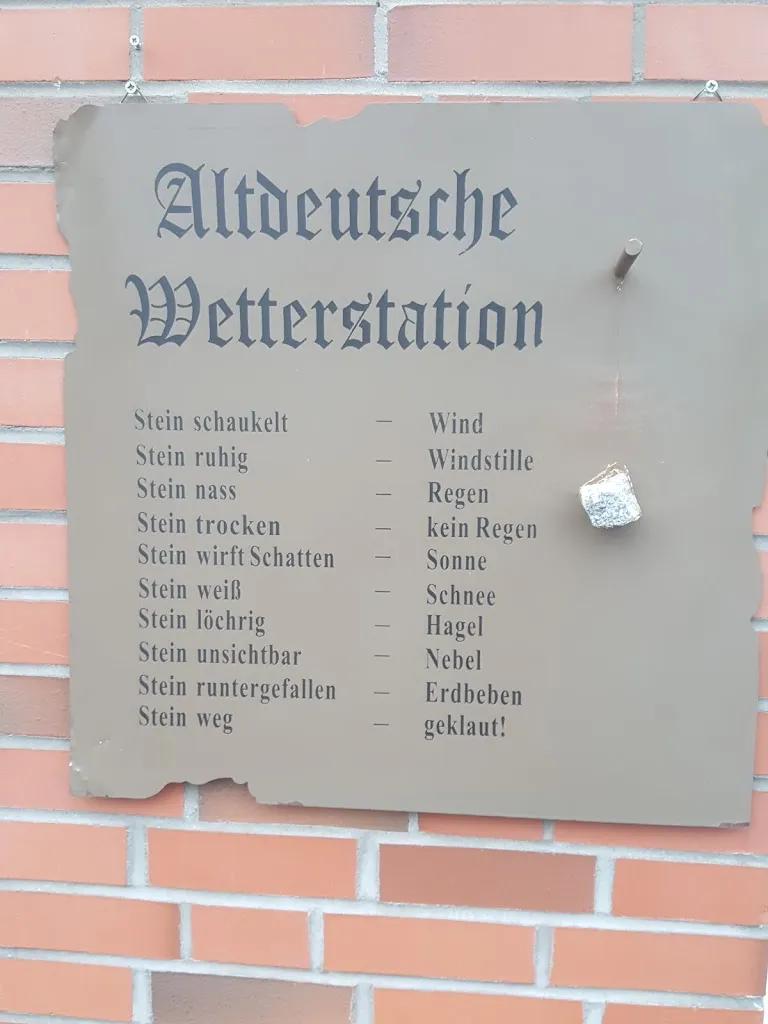 Altdeutsche
Wetterstation
Stein schaukelt – Wind
Stein ruhig – Windstille
Stein nass – Regen
Stein trocken – kein Regen
Stein wirft Schatten – Sonne
Stein weiß – Schnee
Stein löchrig – Hagel
Stein unsichtbar – Nebel
Stein runtergefallen – Erdbeben
Stein weg – geklaut!